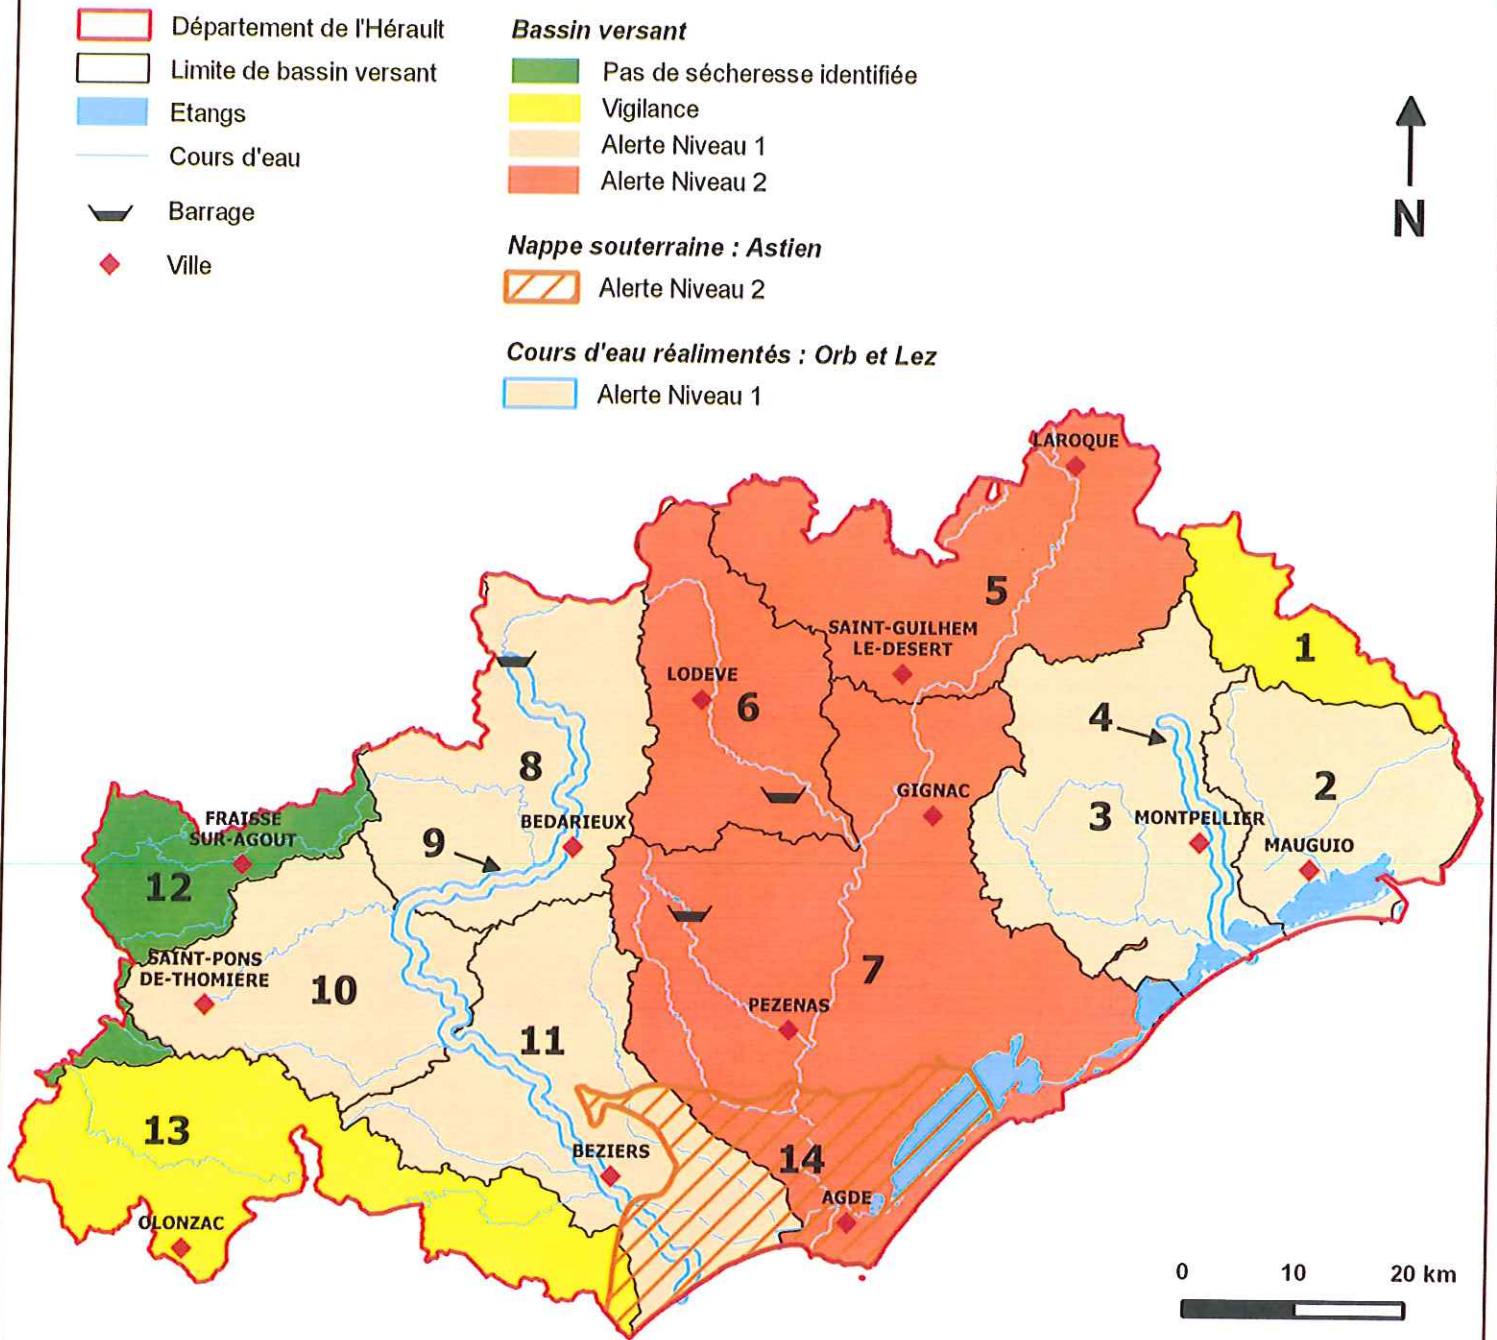 Département de l'Hérault
Limite de bassin versant
Etangs
Cours d'eau
Barrage
Ville
Bassin versant
Pas de sécheresse identifiée
Vigilance
Alerte Niveau 1
Alerte Niveau 2
Nappe souterraine : Astien
Alerte Niveau 2
Cours d'eau réalimentés : Orb et Lez
Alerte Niveau 1
N
LAROQUE
5
1
SAINT-GUILHEM
LE-DESERT
LODEVE
6
4
8
GIGNAC
2
3
MONTPELLIER
FRAISSE
SUR-AGOUT
BEDARIEUX
9
MAUGUIO
12
SAINT-PONS
DE-THOMIERE
10
7
PEZENAS
11
13
BEZIERS
14
AGDE
OLONZAC
0 10 20 km